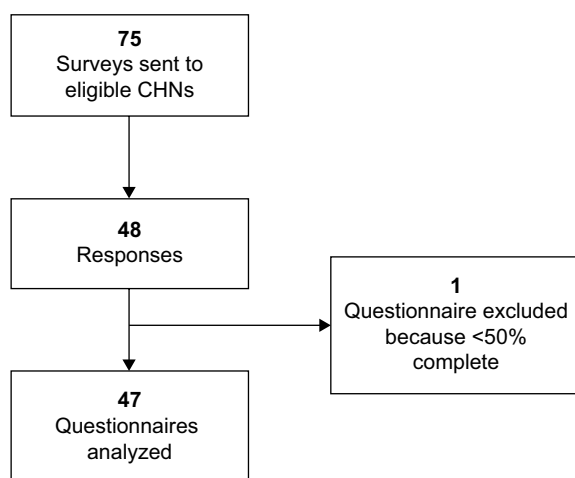 75
Surveys sent to
eligible CHNs
48
Responses
1
Questionnaire excluded
because <50%
complete
47
Questionnaires
analyzed